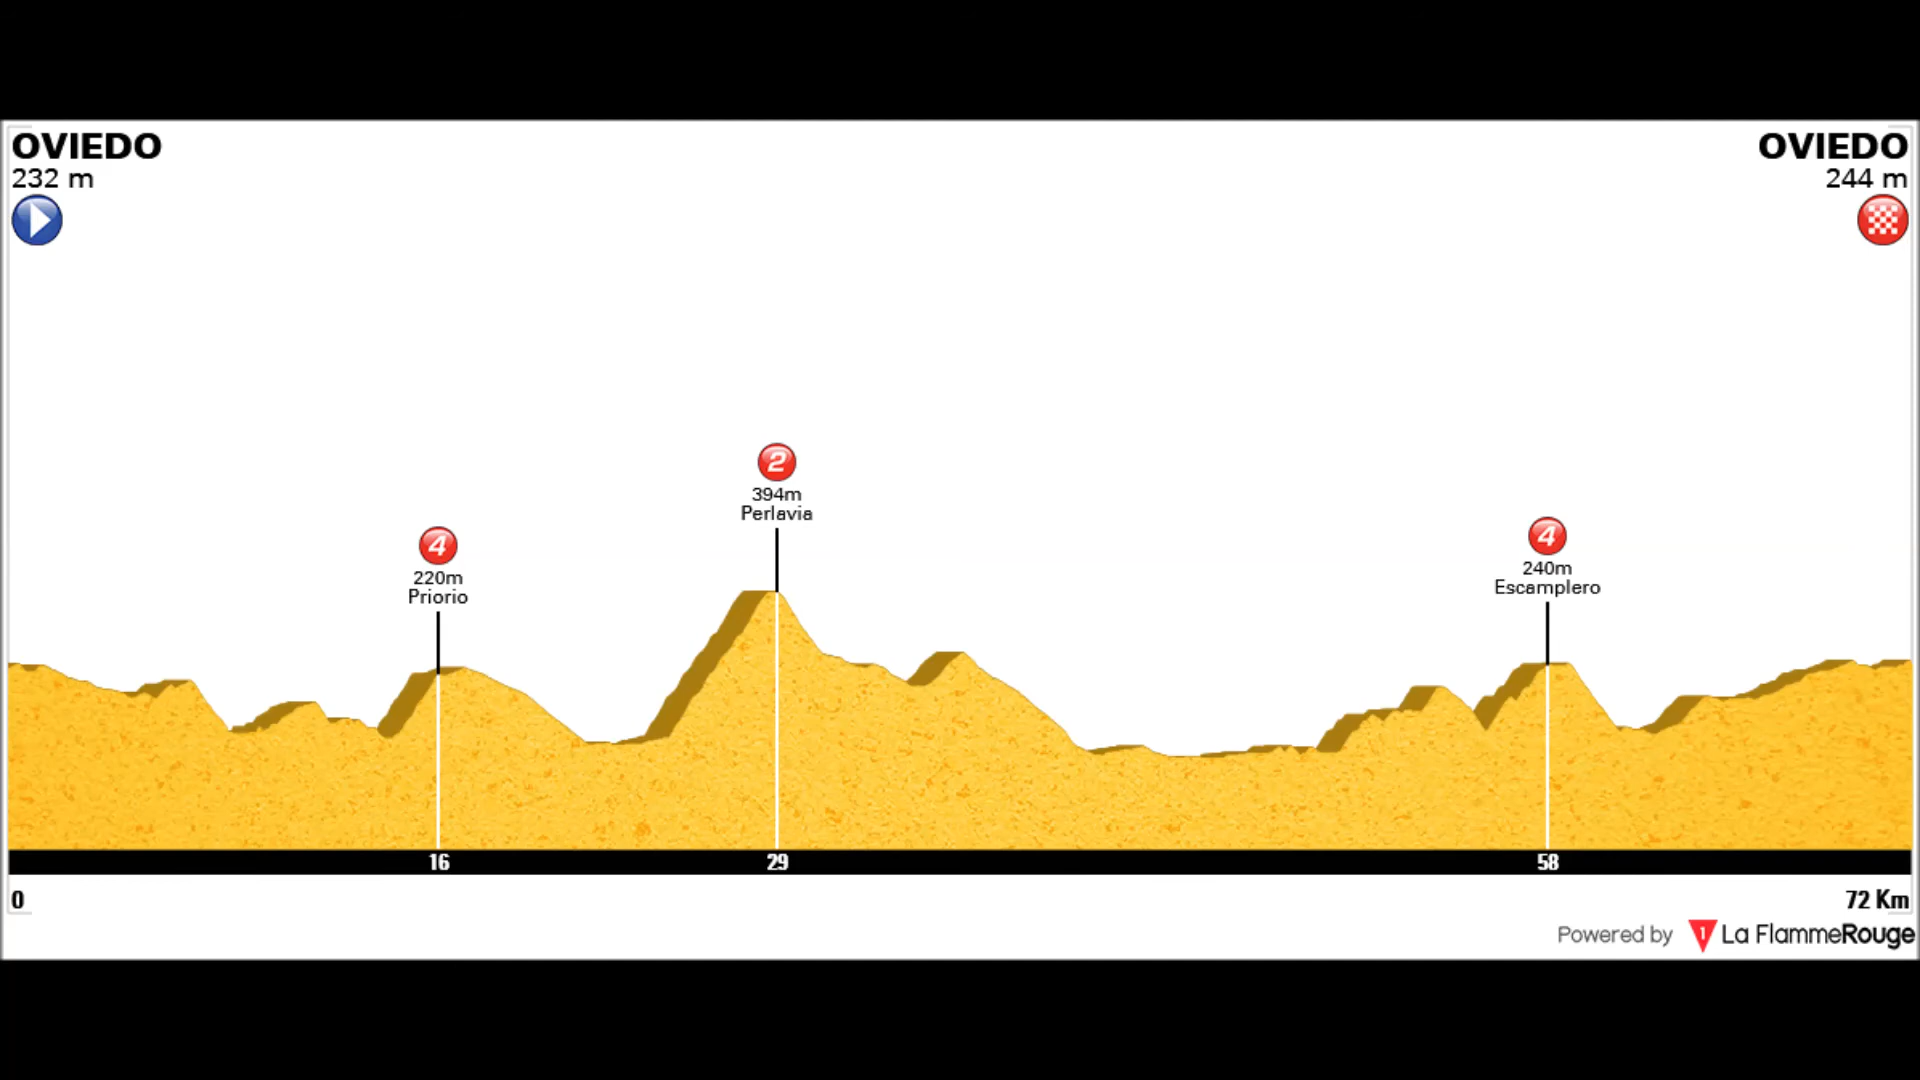 OVIEDO
232 m
OVIEDO
244 m
4
220m
Priorio
2
394m
Perlavia
4
240m
Escamplero
16
29
58
0
72 Km
Powered by 1 La FlammeRouge